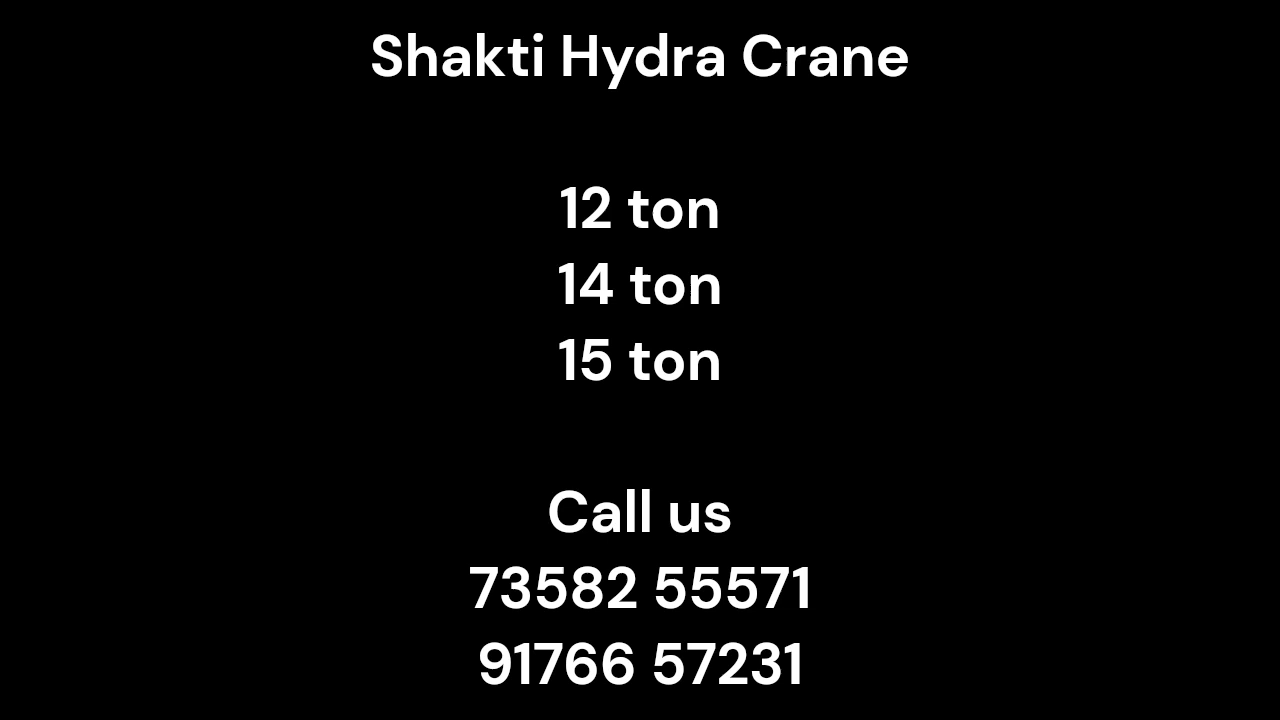 Shakti Hydra Crane
12 ton
14 ton
15 ton
Call us
73582 55571
91766 57231